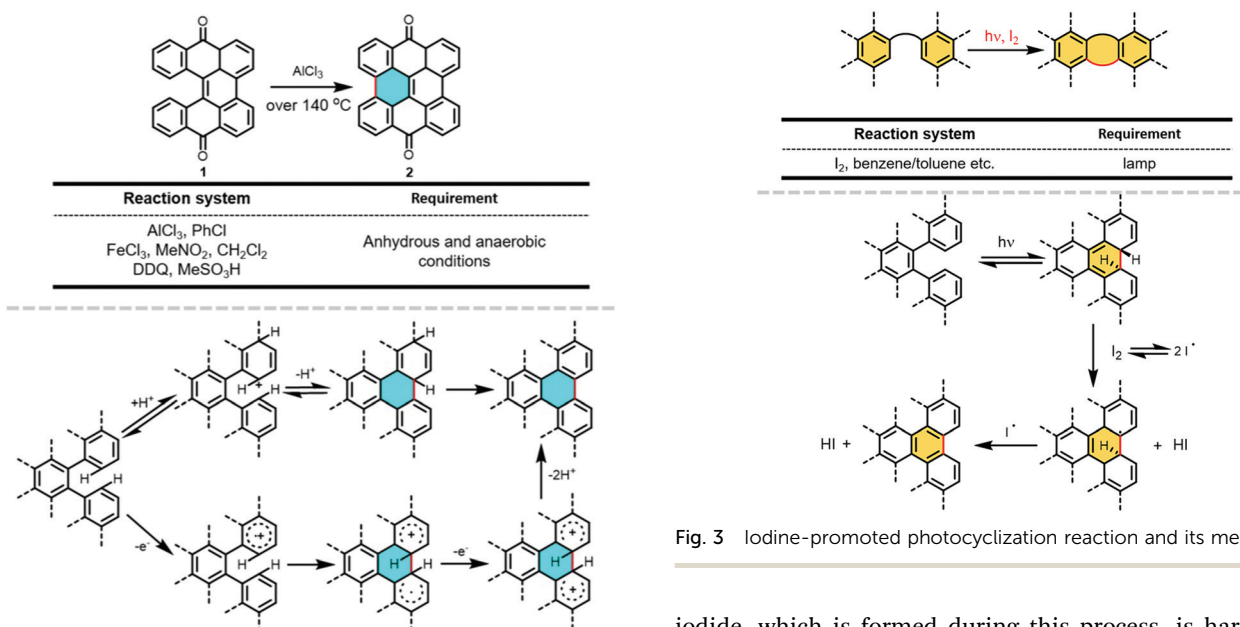 O
O
AlCl₃
over 140 °C
O
O
1
2
Reaction system Requirement
AlCl₃, PhCl
FeCl₃, MeNO₂, CH₂Cl₂
DDQ, MeSO₃H
Anhydrous and anaerobic
conditions
H
H + H
+H⁺
-H⁺
H
H
H H
-e⁻
·+
H
H
+
H H
·
-e⁻
+
H H
+
-2H⁺
hν, I₂
Reaction system Requirement
I₂, benzene/toluene etc. lamp
hν
H H
I₂ 2 I˙
H
+ HI
I˙
HI +
Fig. 3 Iodine-promoted photocyclization reaction and its me
iodide, which is formed during this process, is har